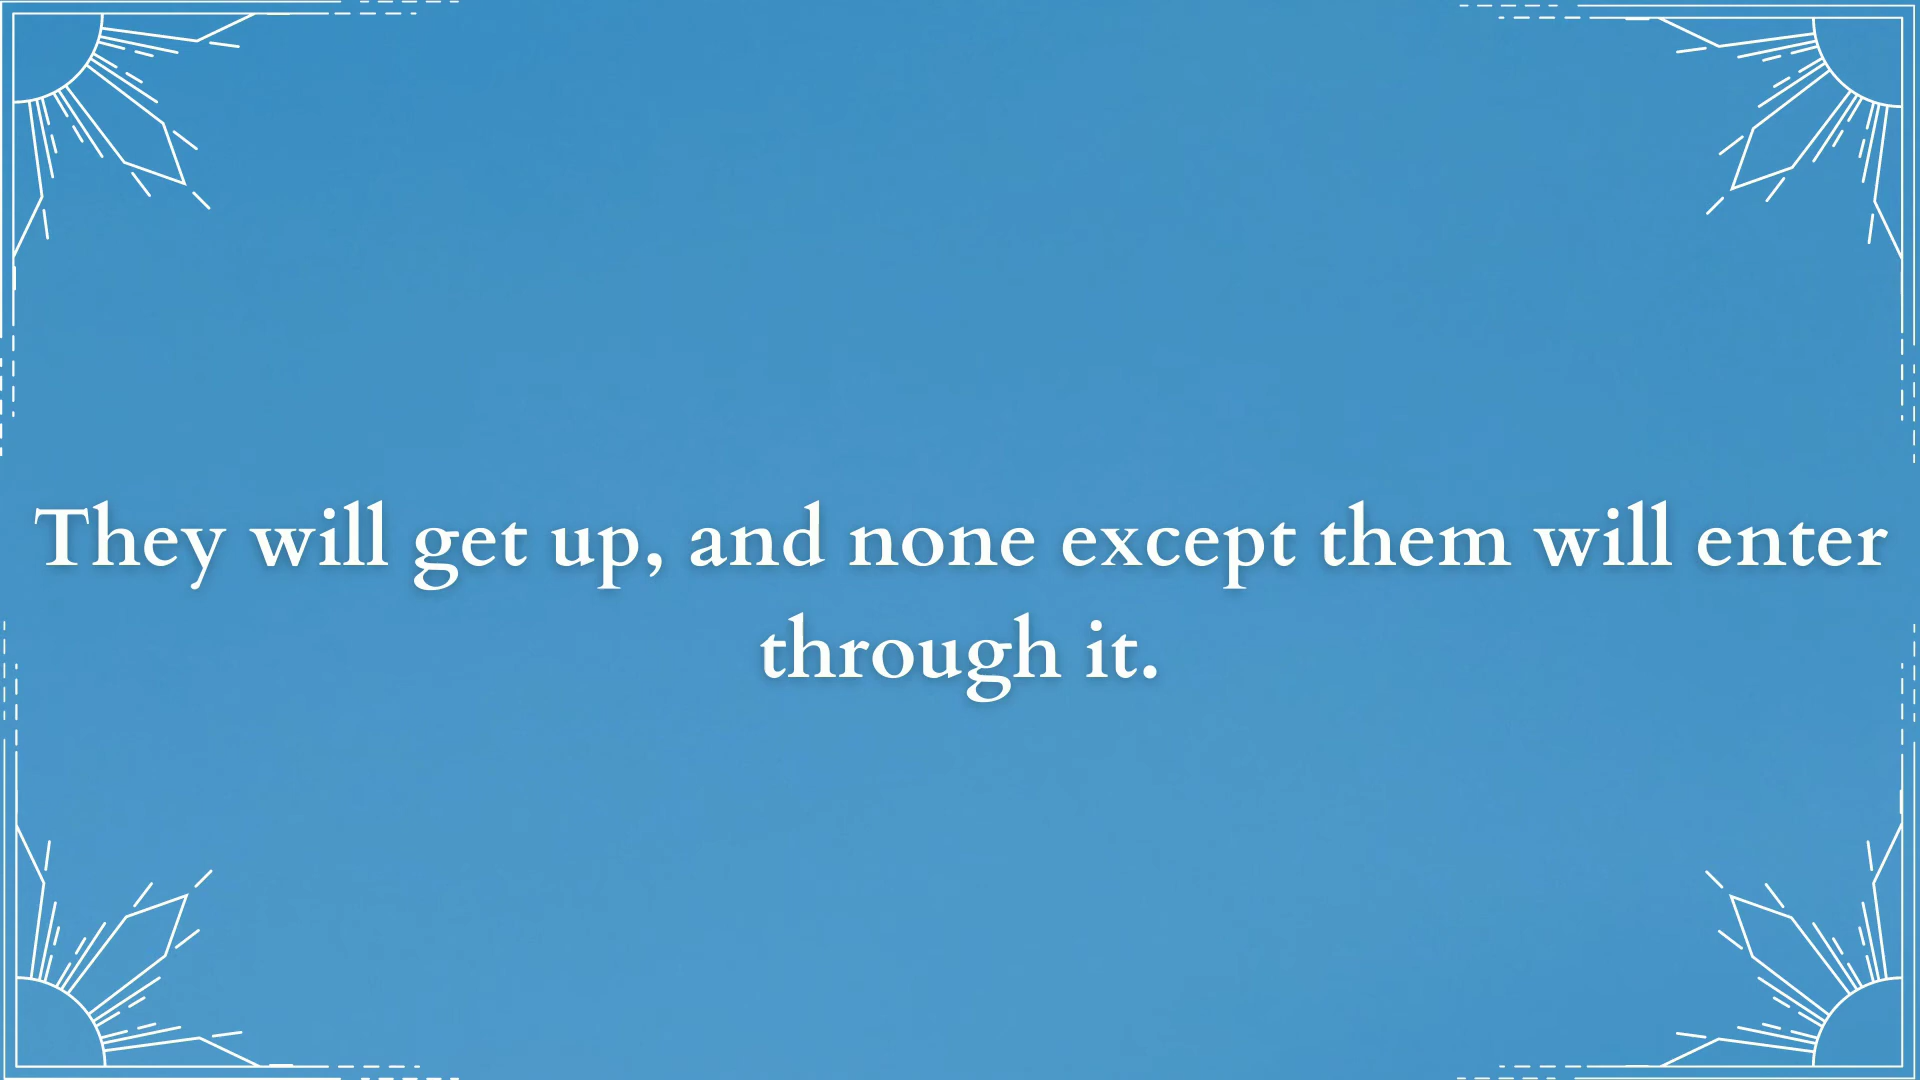 They will get up, and none except them will enter
through it.